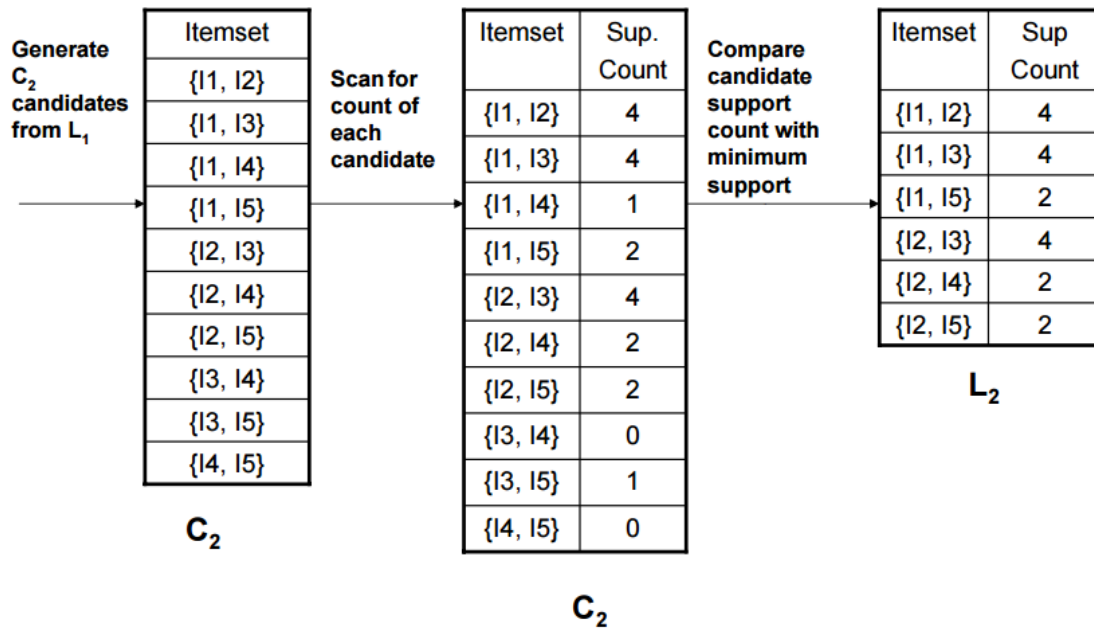 Generate
C₂
candidates
from L₁
Itemset
{I1, I2}
{I1, I3}
{I1, I4}
{I1, I5}
{I2, I3}
{I2, I4}
{I2, I5}
{I3, I4}
{I3, I5}
{I4, I5}
C₂
Scan for
count of
each
candidate
Itemset Sup.
Count
{I1, I2} 4
{I1, I3} 4
{I1, I4} 1
{I1, I5} 2
{I2, I3} 4
{I2, I4} 2
{I2, I5} 2
{I3, I4} 0
{I3, I5} 1
{I4, I5} 0
C₂
Compare
candidate
support
count with
minimum
support
Itemset Sup
Count
{I1, I2} 4
{I1, I3} 4
{I1, I5} 2
{I2, I3} 4
{I2, I4} 2
{I2, I5} 2
L₂